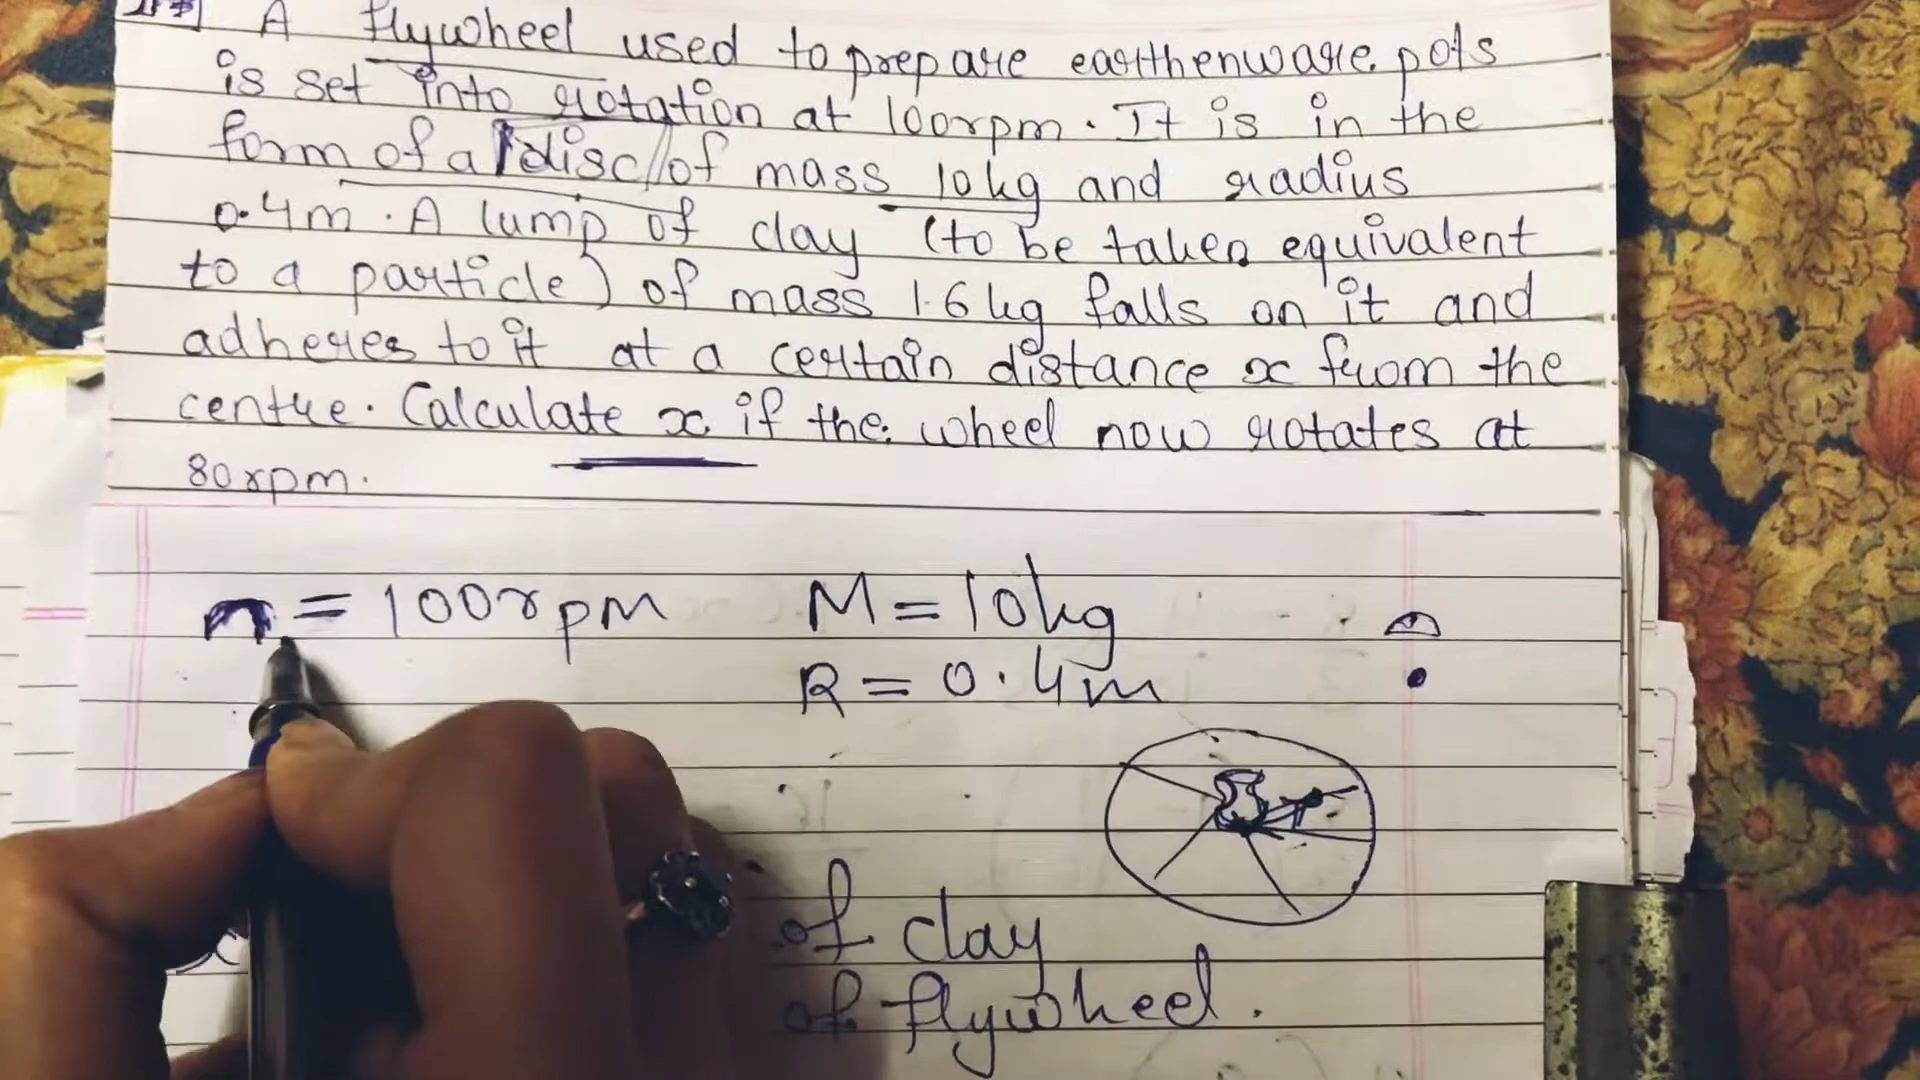 A flywheel used to prepare earthenware pots
is set into rotation at 100rpm. It is in the
form of a disc of mass 10kg and radius
0.4m. A lump of clay (to be taken equivalent
to a particle) of mass 1.6kg falls on it and
adheres to it at a certain distance x from the
centre. Calculate x if the wheel now rotates at
80rpm.
n = 100rpm M = 10kg
R = 0.4m
of clay
of flywheel.